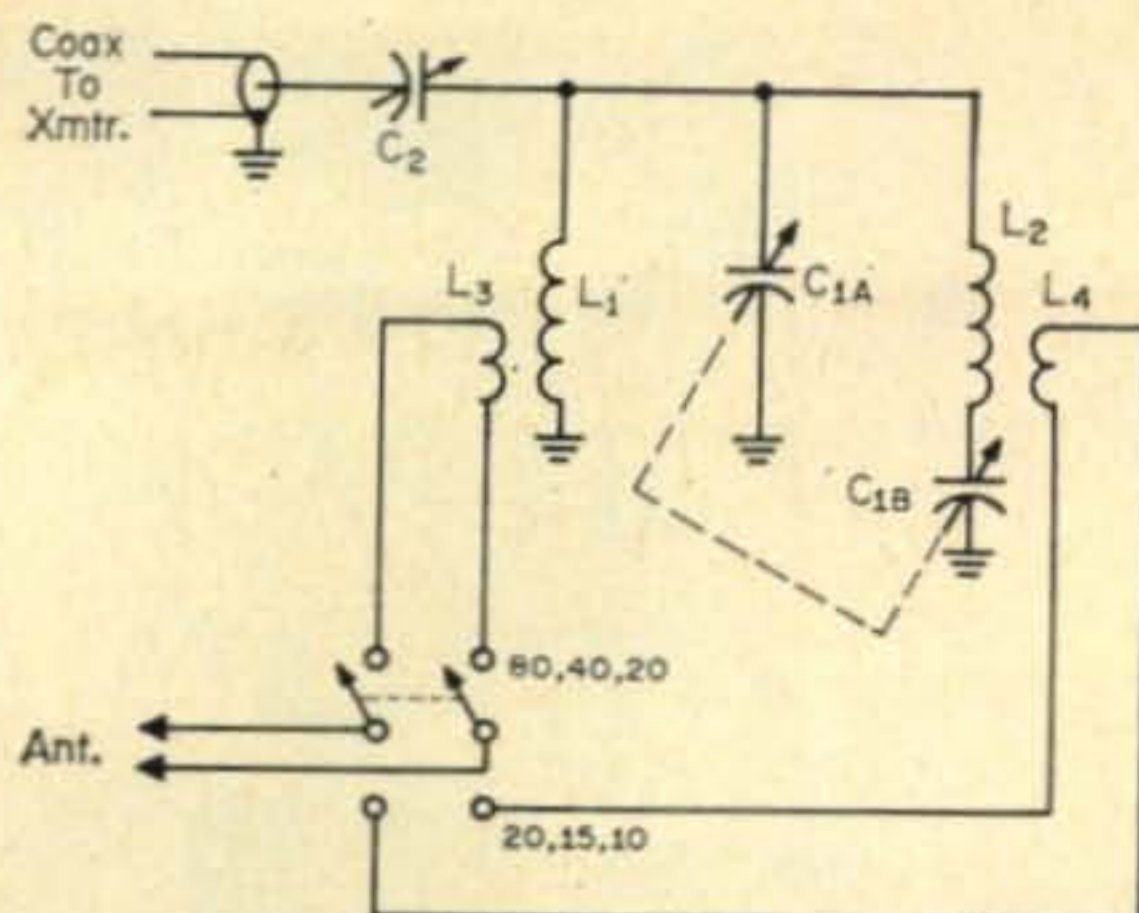 Coax
To
Xmtr.
C2
L2
L3
L1
C1A
L4
C1B
80,40,20
Ant.
20,15,10